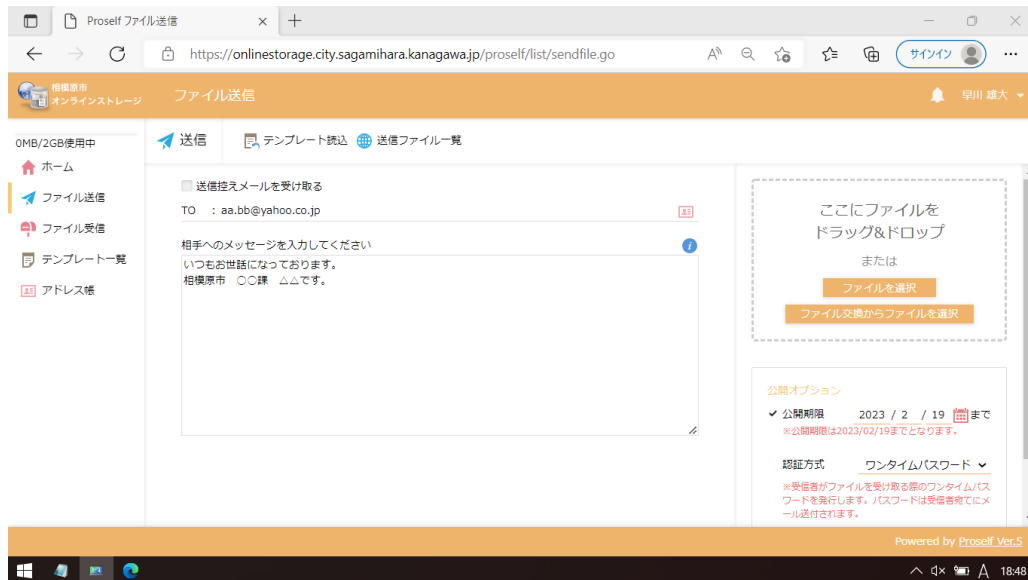 Proself ファイル送信
https://onlinestorage.city.sagamihara.kanagawa.jp/proself/list/sendfile.go
サインイン
相模原市
オンラインストレージ
ファイル送信
早川 雄大
0MB/2GB使用中
ホーム
ファイル送信
ファイル受信
テンプレート一覧
アドレス帳
送信
テンプレート読込
送信ファイル一覧
送信控えメールを受け取る
TO : aa.bb@yahoo.co.jp
相手へのメッセージを入力してください
いつもお世話になっております。
相模原市 〇〇課 △△です。
ここにファイルを
ドラッグ&ドロップ
または
ファイルを選択
ファイル交換からファイルを選択
公開オプション
公開期限 2023 / 2 / 19 まで
※公開期限は2023/02/19までとなります。
認証方式 ワンタイムパスワード
※受信者がファイルを受け取る際のワンタイムパス
ワードを発行します。パスワードは受信者宛てにメ
ール送付されます。
Powered by Proself Ver.5
A 18:48